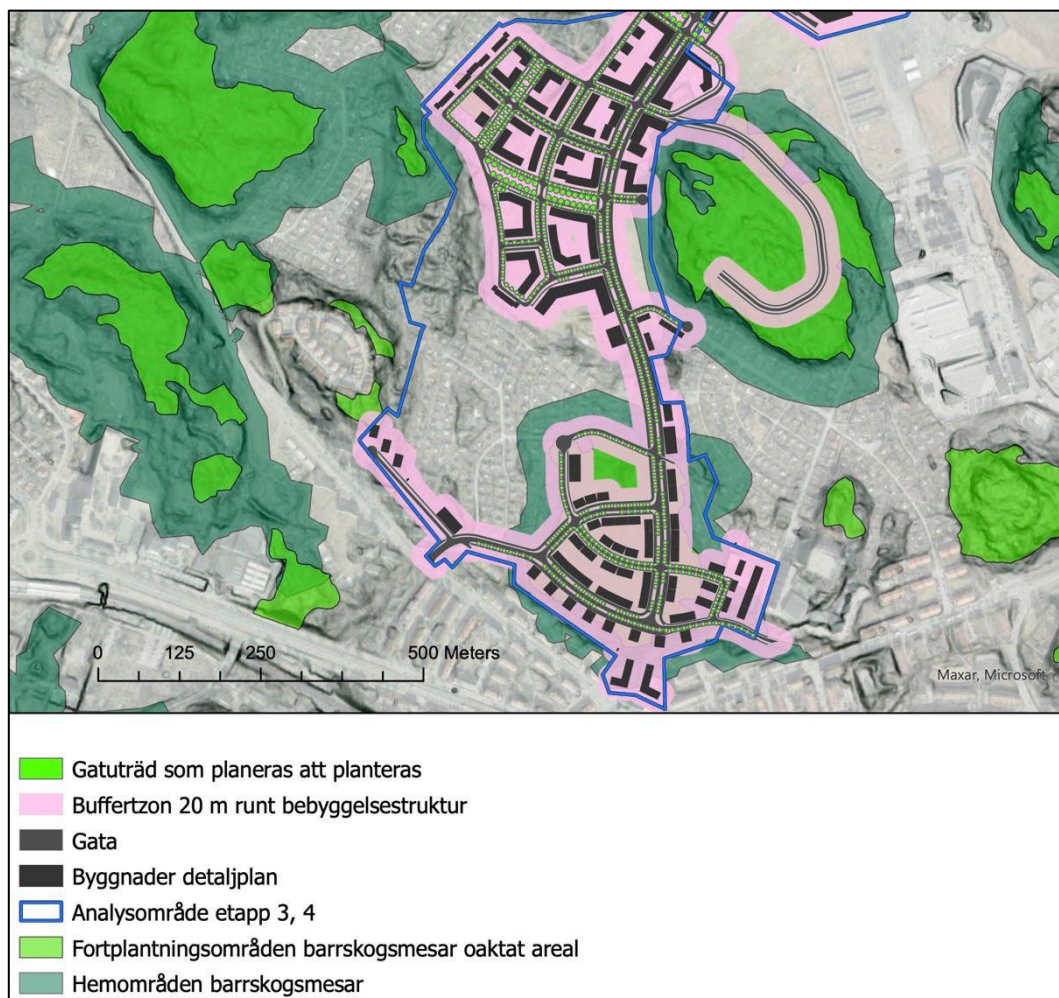 0 125 250 500 Meters
Maxar, Microsoft
Gatuträd som planeras att planteras
Buffertzon 20 m runt bebyggelsestruktur
Gata
Byggnader detaljplan
Analysområde etapp 3, 4
Fortplantningsområden barrskogsmesar oaktat areal
Hemområden barrskogsmesar